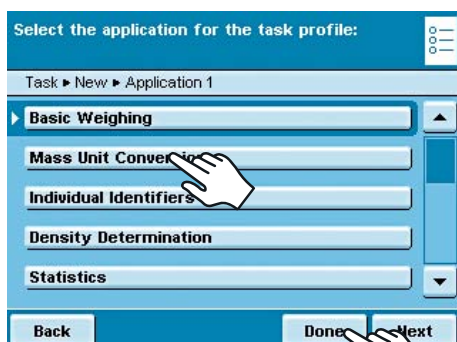 Select the application for the task profile:
Task ▸ New ▸ Application 1
Basic Weighing
Mass Unit Conversion
Individual Identifiers
Density Determination
Statistics
Back Done Next